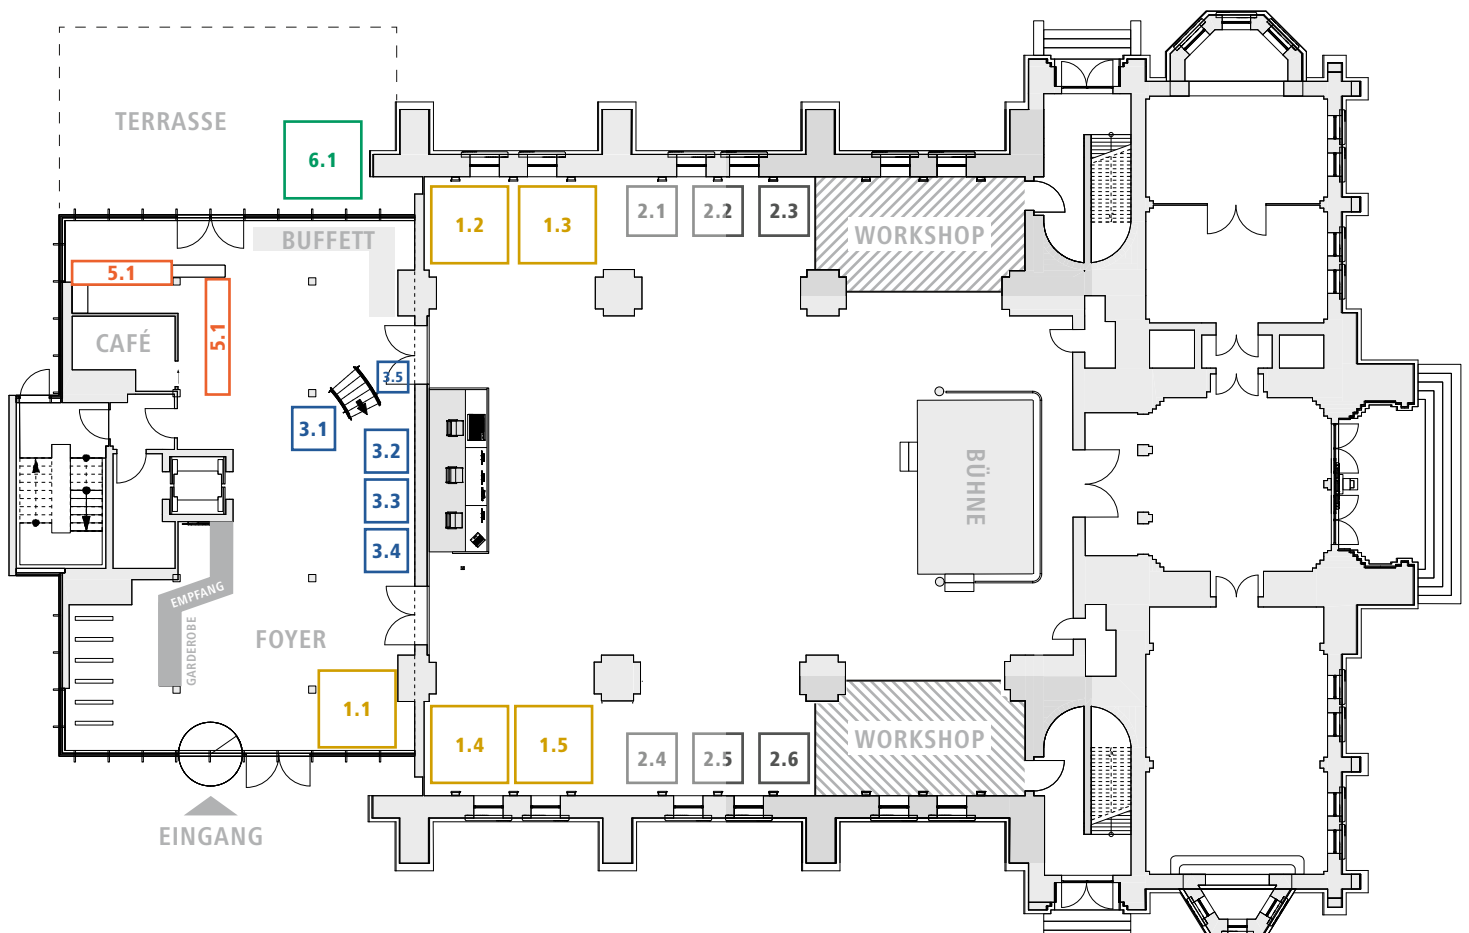 TERRASSE
6.1
1.2
1.3
2.1
2.2
2.3
WORKSHOP
BUFFETT
5.1
5.1
CAFÉ
3.5
3.1
3.2
3.3
3.4
BÜHNE
EMPFANG
GARDEROBE
FOYER
1.1
1.4
1.5
2.4
2.5
2.6
WORKSHOP
EINGANG